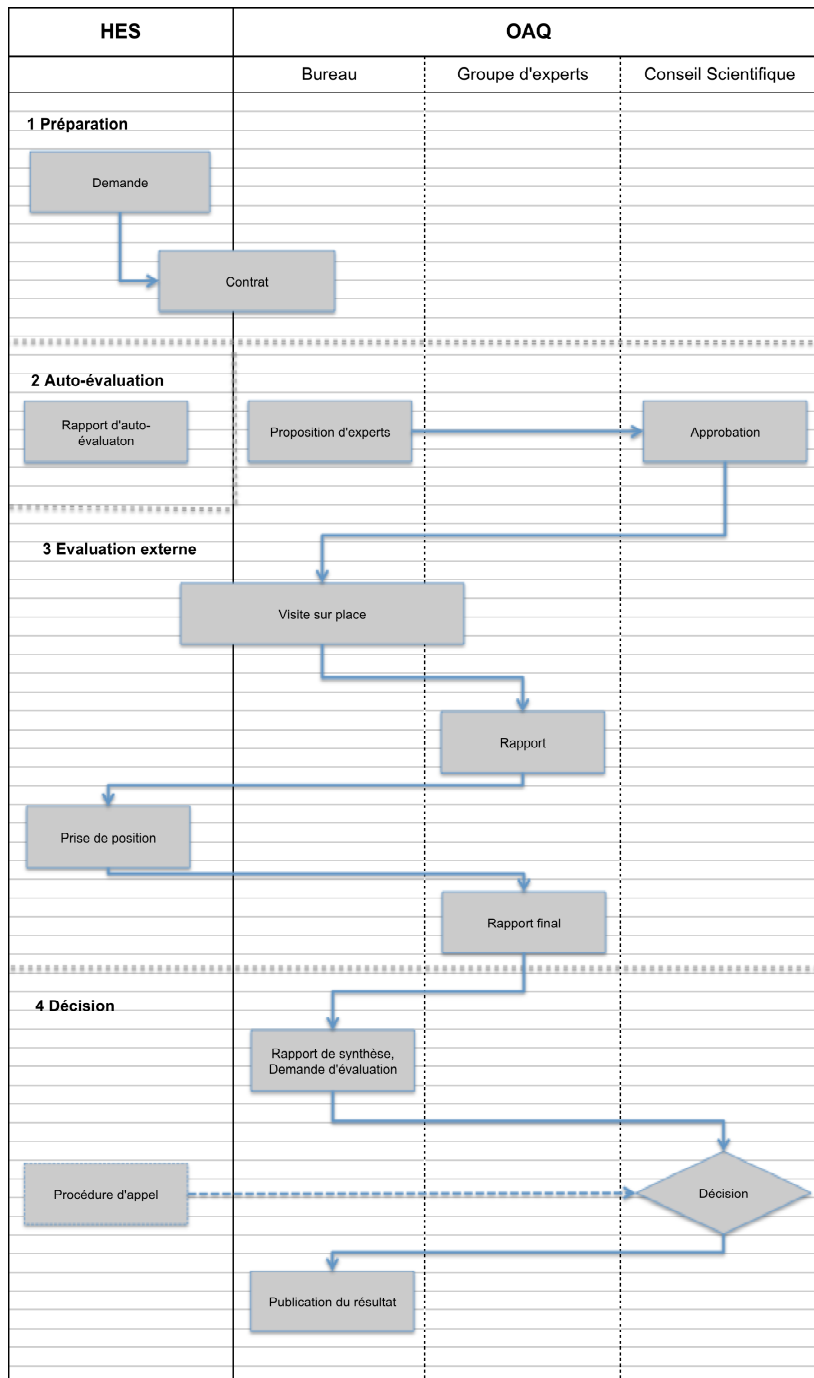 HES
OAQ
Bureau
Groupe d'experts
Conseil Scientifique
1 Préparation
Demande
Contrat
2 Auto-évaluation
Rapport d'auto-
évaluaton
Proposition d'experts
Approbation
3 Evaluation externe
Visite sur place
Rapport
Prise de position
Rapport final
4 Décision
Rapport de synthèse,
Demande d'évaluation
Procédure d'appel
Décision
Publication du résultat